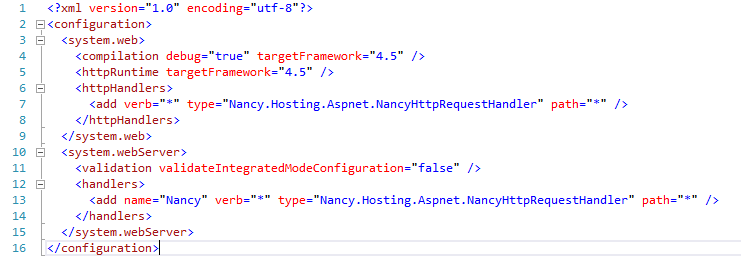 1 <?xml version="1.0" encoding="utf-8"?>
2 <configuration>
3 <system.web>
4 <compilation debug="true" targetFramework="4.5" />
5 <httpRuntime targetFramework="4.5" />
6 <httpHandlers>
7 <add verb="*" type="Nancy.Hosting.Aspnet.NancyHttpRequestHandler" path="*" />
8 </httpHandlers>
9 </system.web>
10 <system.webServer>
11 <validation validateIntegratedModeConfiguration="false" />
12 <handlers>
13 <add name="Nancy" verb="*" type="Nancy.Hosting.Aspnet.NancyHttpRequestHandler" path="*" />
14 </handlers>
15 </system.webServer>
16 </configuration>